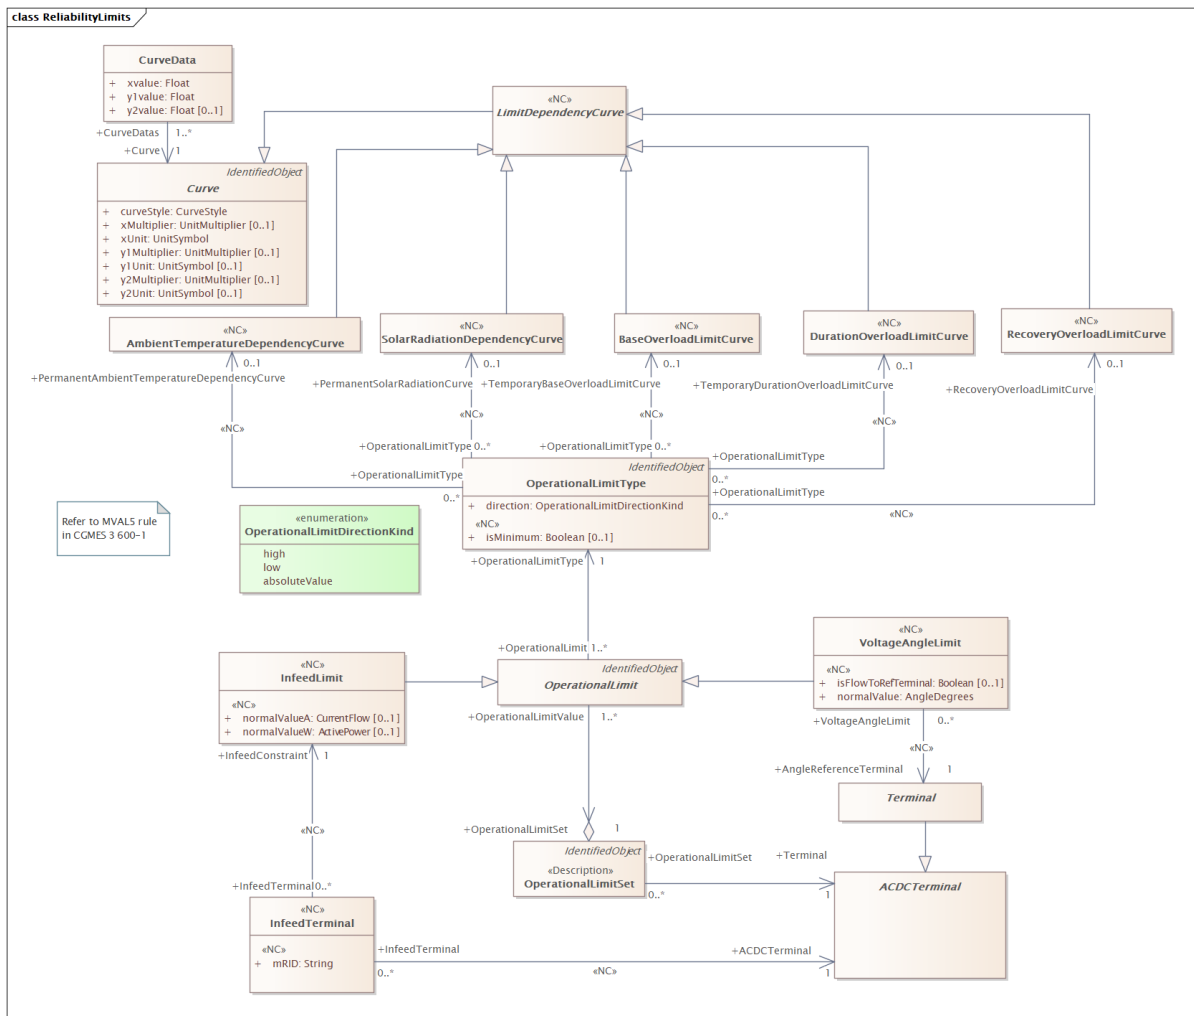 class ReliabilityLimits
CurveData
+ xvalue: Float
+ y1value: Float
+ y2value: Float [0..1]
+CurveDatas 1..*
+Curve 1
IdentifiedObject
Curve
+ curveStyle: CurveStyle
+ xMultiplier: UnitMultiplier [0..1]
+ xUnit: UnitSymbol
+ y1Multiplier: UnitMultiplier [0..1]
+ y1Unit: UnitSymbol [0..1]
+ y2Multiplier: UnitMultiplier [0..1]
+ y2Unit: UnitSymbol [0..1]
«NC»
LimitDependencyCurve
«NC»
AmbientTemperatureDependencyCurve
«NC»
SolarRadiationDependencyCurve
«NC»
BaseOverloadLimitCurve
«NC»
DurationOverloadLimitCurve
«NC»
RecoveryOverloadLimitCurve
0..1
+PermanentAmbientTemperatureDependencyCurve
0..1
+PermanentSolarRadiationCurve
0..1
+TemporaryBaseOverloadLimitCurve
0..1
+TemporaryDurationOverloadLimitCurve
0..1
+RecoveryOverloadLimitCurve
«NC»
«NC»
«NC»
«NC»
+OperationalLimitType 0..*
+OperationalLimitType 0..*
+OperationalLimitType
0..*
+OperationalLimitType
0..*
+OperationalLimitType
0..*
«NC»
IdentifiedObject
OperationalLimitType
+ direction: OperationalLimitDirectionKind
«NC»
+ isMinimum: Boolean [0..1]
+OperationalLimitType 1
Refer to MVAL5 rule
in CGMES 3 600-1
«enumeration»
OperationalLimitDirectionKind
high
low
absoluteValue
+OperationalLimit 1..*
IdentifiedObject
OperationalLimit
+OperationalLimitValue 1..*
«NC»
InfeedLimit
«NC»
+ normalValueA: CurrentFlow [0..1]
+ normalValueW: ActivePower [0..1]
+InfeedConstraint 1
«NC»
VoltageAngleLimit
«NC»
+ isFlowToRefTerminal: Boolean [0..1]
+ normalValue: AngleDegrees
+VoltageAngleLimit 0..*
«NC»
+AngleReferenceTerminal 1
Terminal
«NC»
+OperationalLimitSet 1
IdentifiedObject
«Description»
OperationalLimitSet
+OperationalLimitSet
0..*
+Terminal
1
ACDCTerminal
+InfeedTerminal 0..*
«NC»
InfeedTerminal
«NC»
+ mRID: String
+InfeedTerminal
0..*
«NC»
+ACDCTerminal
1